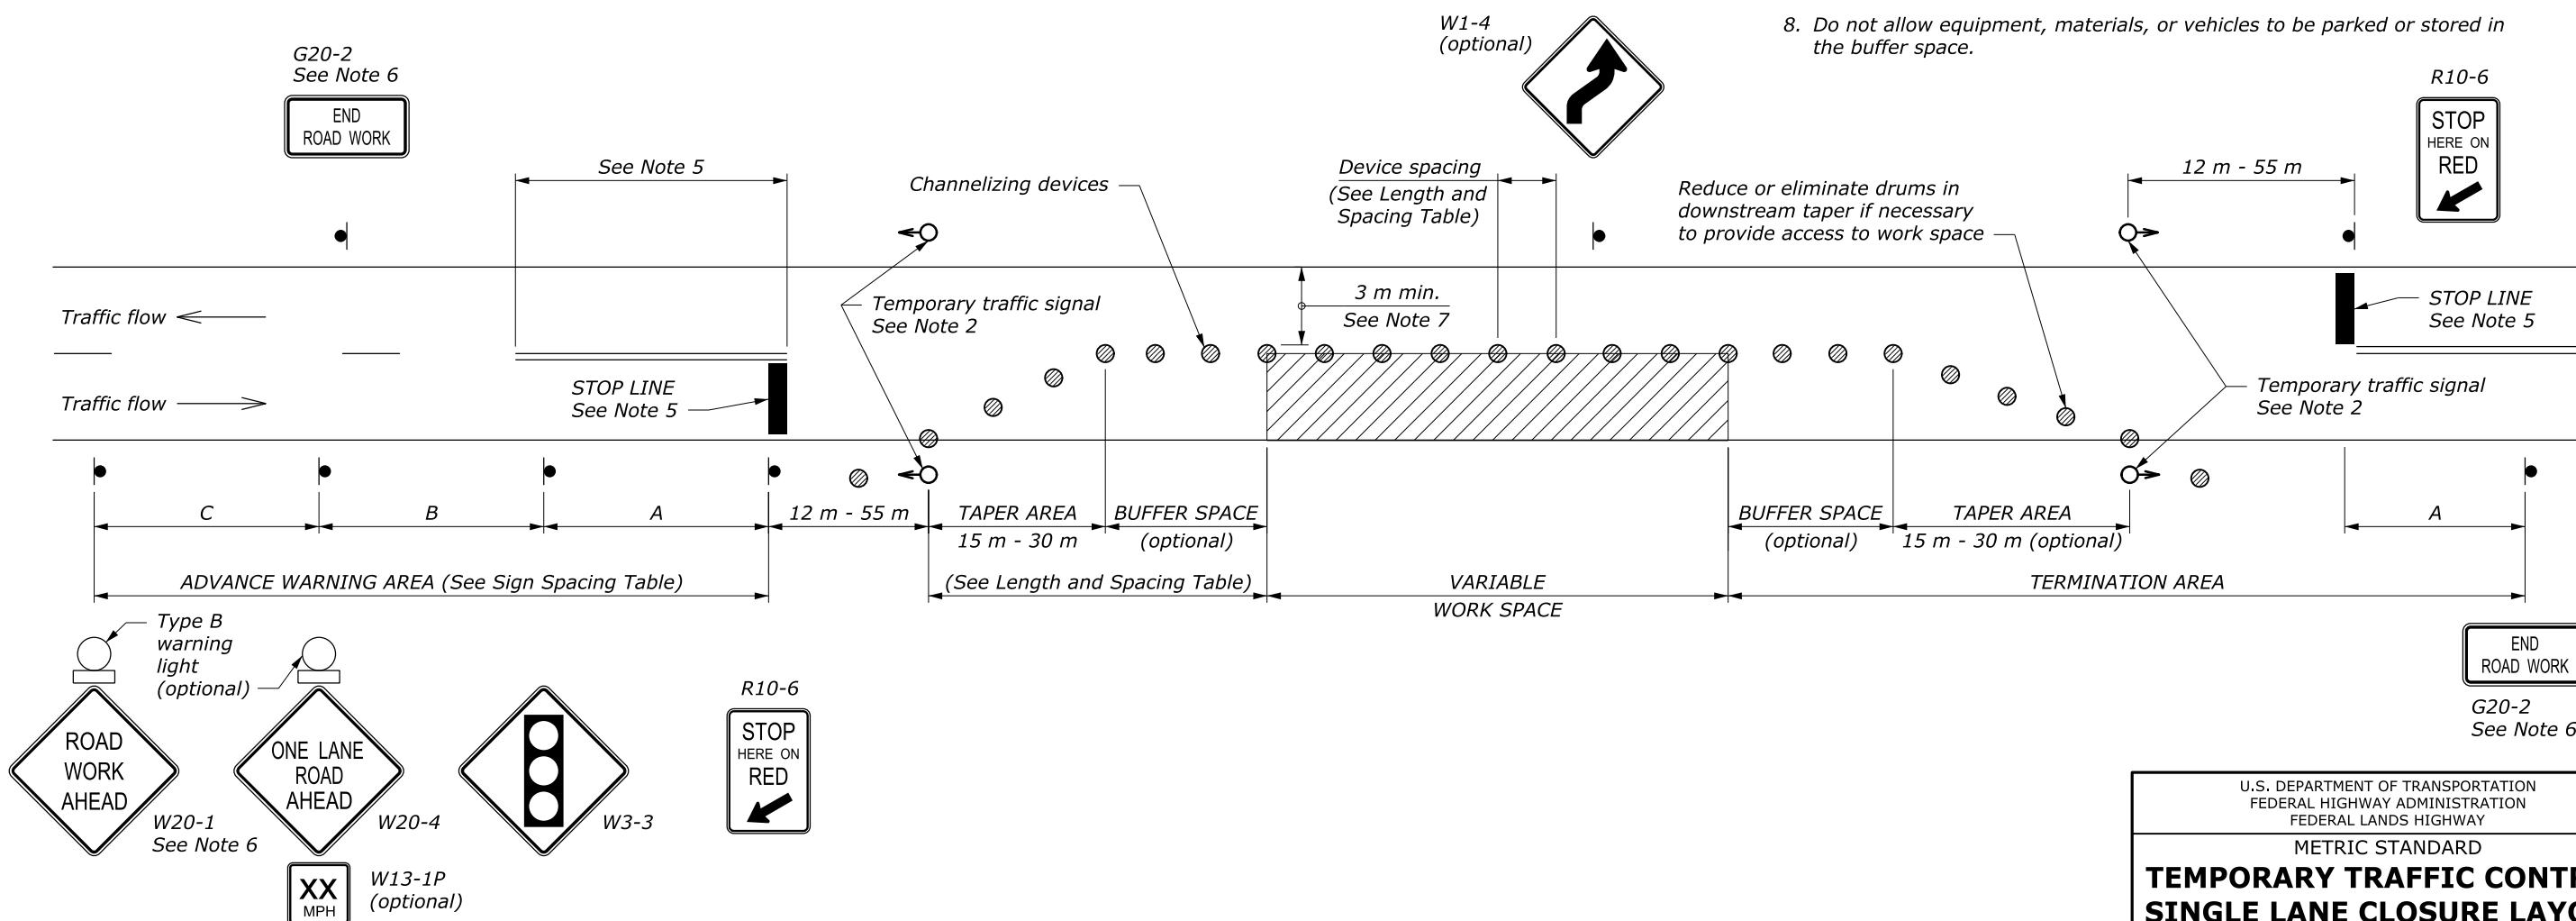 W1-4
(optional)
8. Do not allow equipment, materials, or vehicles to be parked or stored in
the buffer space.
G20-2
See Note 6
END
ROAD WORK
R10-6
STOP
HERE ON
RED
See Note 5
Channelizing devices
Device spacing
(See Length and
Spacing Table)
Reduce or eliminate drums in
downstream taper if necessary
to provide access to work space
12 m - 55 m
Traffic flow
Temporary traffic signal
See Note 2
3 m min.
See Note 7
STOP LINE
See Note 5
Traffic flow
STOP LINE
See Note 5
Temporary traffic signal
See Note 2
C
B
A
12 m - 55 m
TAPER AREA
15 m - 30 m
BUFFER SPACE
(optional)
BUFFER SPACE
(optional)
TAPER AREA
15 m - 30 m (optional)
A
ADVANCE WARNING AREA (See Sign Spacing Table)
(See Length and Spacing Table)
VARIABLE
WORK SPACE
TERMINATION AREA
Type B
warning
light
(optional)
ROAD
WORK
AHEAD
W20-1
See Note 6
ONE LANE
ROAD
AHEAD
W20-4
XX
MPH
W13-1P
(optional)
W3-3
R10-6
STOP
HERE ON
RED
END
ROAD WORK
G20-2
See Note 6
U.S. DEPARTMENT OF TRANSPORTATION
FEDERAL HIGHWAY ADMINISTRATION
FEDERAL LANDS HIGHWAY
METRIC STANDARD
TEMPORARY TRAFFIC
SINGLE LANE CLOSURE